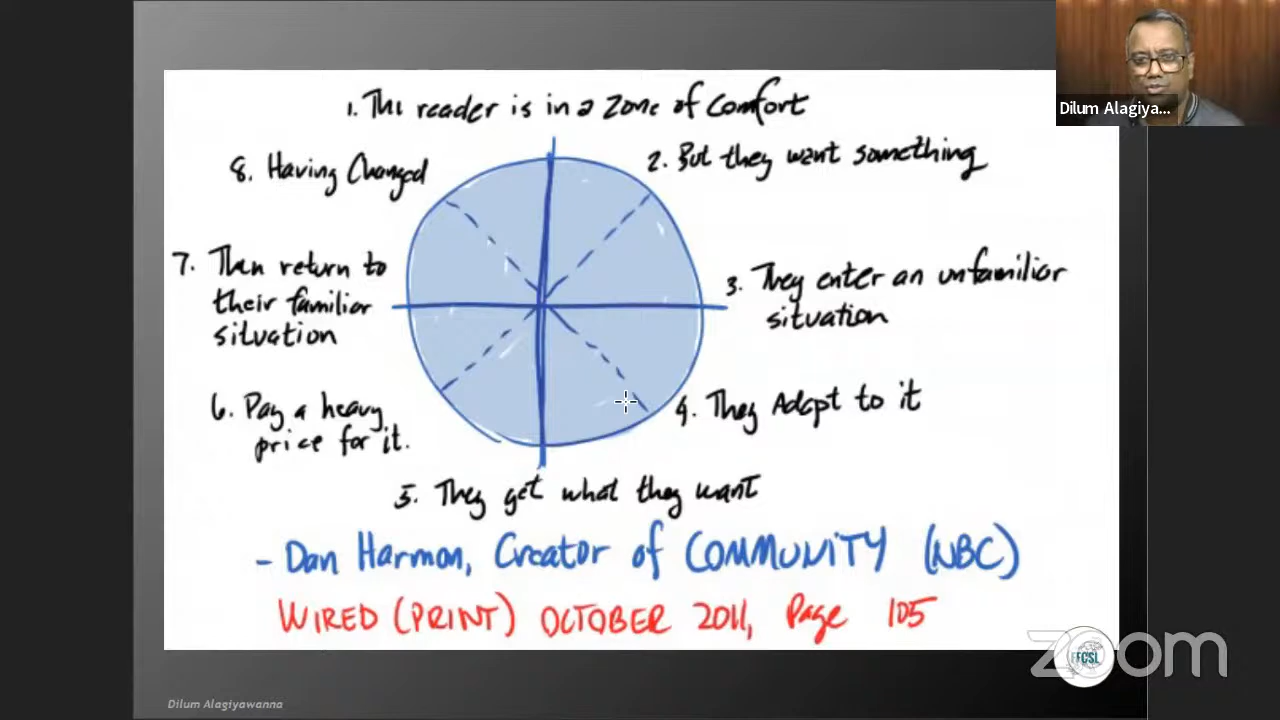 Dilum Alagiya...
1. The reader is in a zone of comfort
2. But they want something
3. They enter an unfamiliar
situation
4. They Adapt to it
5. They get what they want
6. Pay a heavy
price for it.
7. Then return to
their familiar
situation
8. Having Changed
- Dan Harmon, Creator of COMMUNITY (NBC)
WIRED (PRINT) OCTOBER 2011, Page 105
zoom
FCSL
Dilum Alagiyawanna